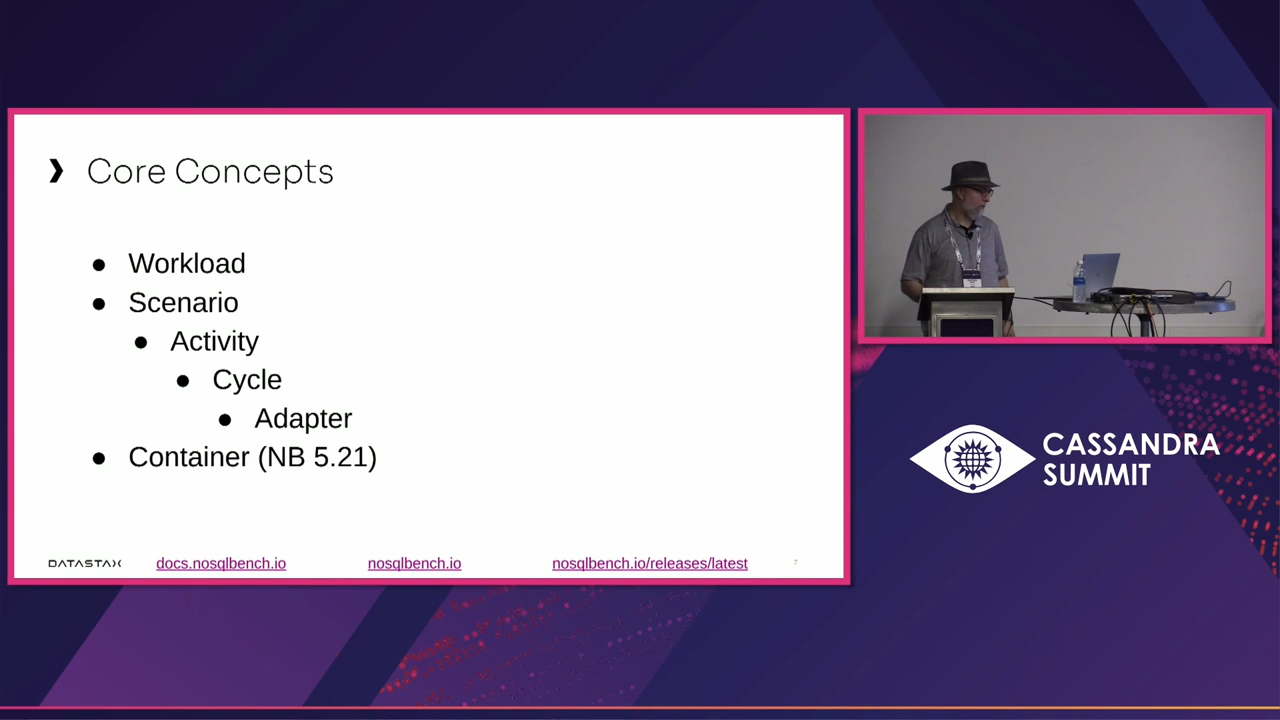 ❯ Core Concepts
● Workload
● Scenario
● Activity
● Cycle
● Adapter
● Container (NB 5.21)
DATASTAX docs.nosqlbench.io nosqlbench.io nosqlbench.io/releases/latest 7
CASSANDRA
SUMMIT